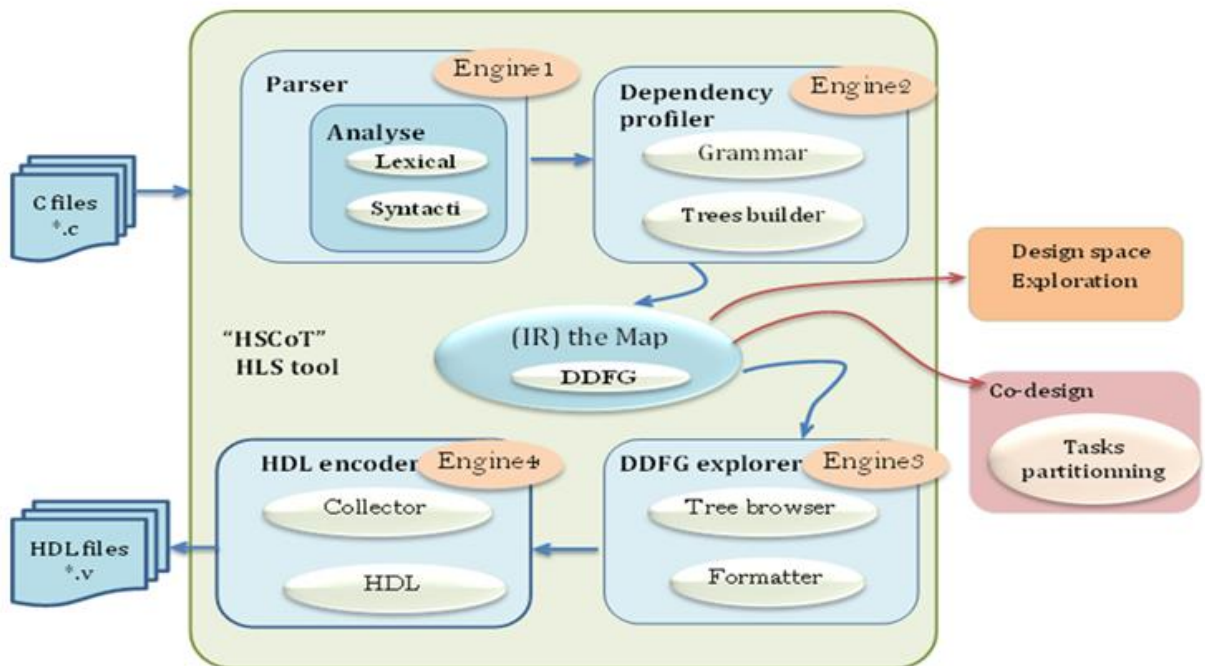 Parser
Engine1
Analyse
Lexical
Syntacti
Dependency
profiler
Engine2
Grammar
Trees builder
C files
*.c
Design space
Exploration
"HSCoT"
HLS tool
(IR) the Map
DDFG
Co-design
Tasks
partitionning
HDL encoder
Engine4
Collector
HDL
DDFG explorer
Engine3
Tree browser
Formatter
HDL files
*.v